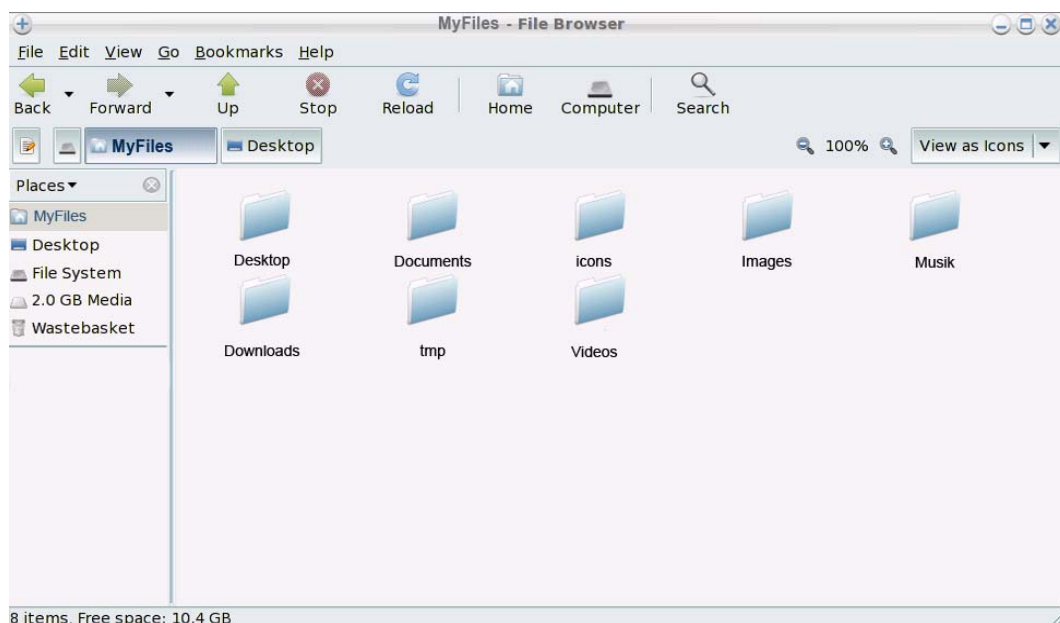 MyFiles - File Browser
File Edit View Go Bookmarks Help
Back Forward Up Stop Reload Home Computer Search
MyFiles Desktop 100% View as Icons
Places
MyFiles
Desktop
File System
2.0 GB Media
Wastebasket
Desktop Documents icons Images Musik
Downloads tmp Videos
8 items, Free space: 10.4 GB